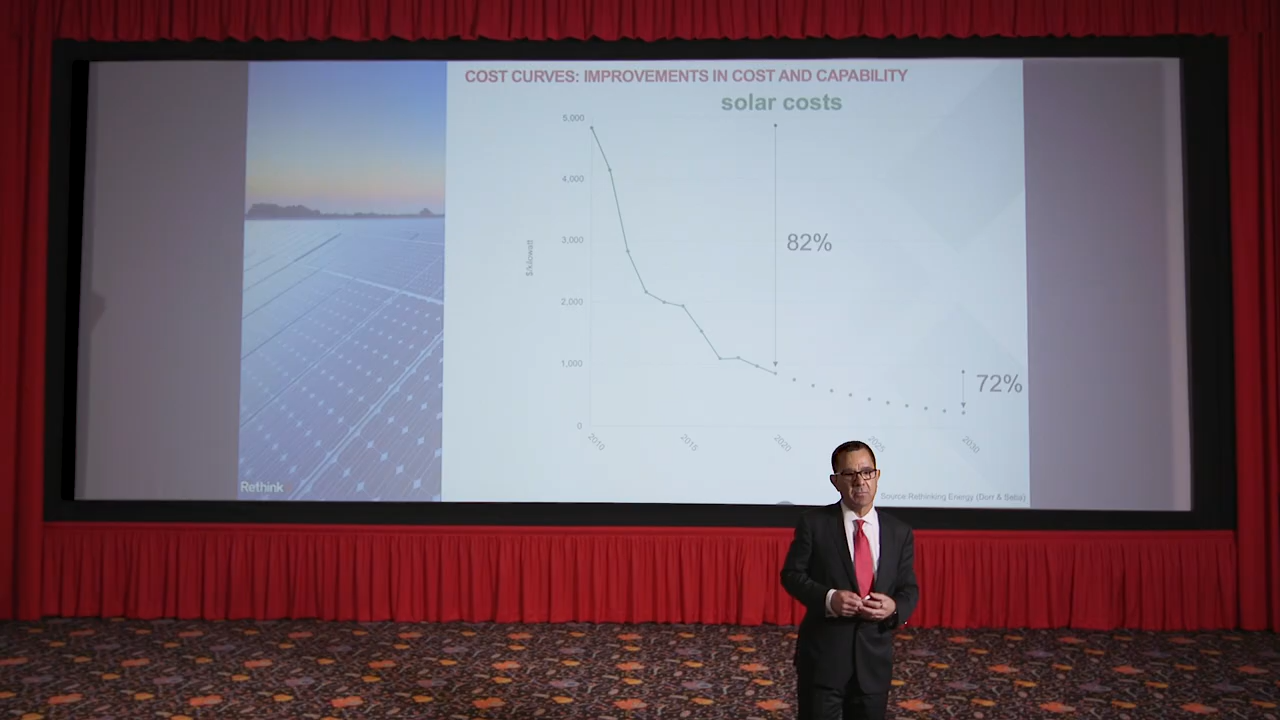 COST CURVES: IMPROVEMENTS IN COST AND CAPABILITY
solar costs
5,000
4,000
3,000
2,000
1,000
0
$/kilowatt
82%
72%
2010
2015
2020
2025
2030
Rethink
Source Rethinking Energy (Dorr & Seba)